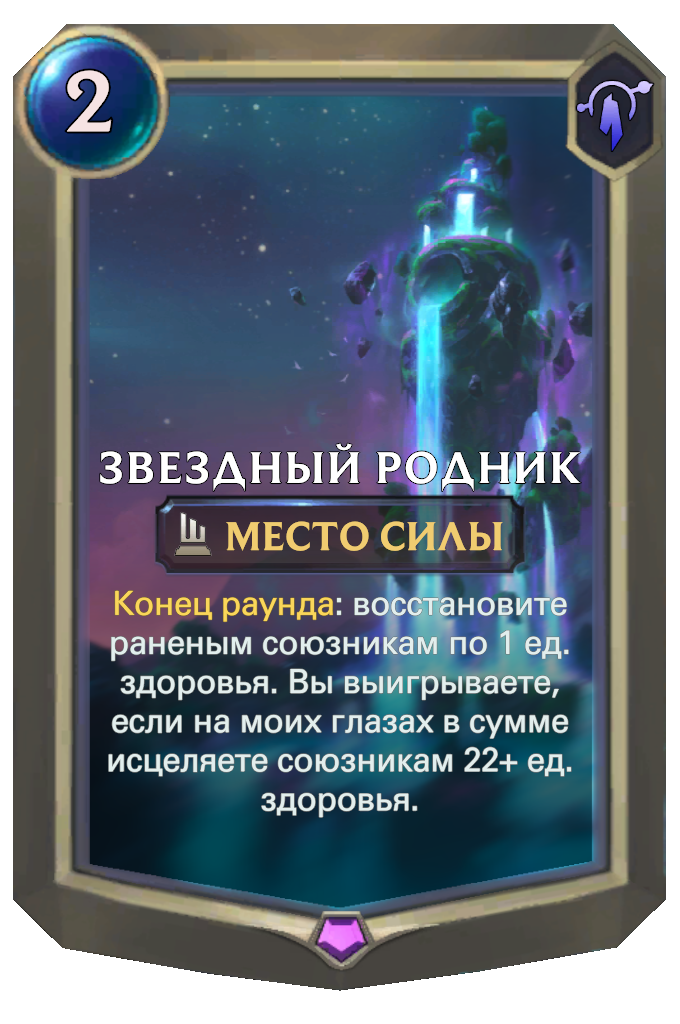 2
ЗВЕЗДНЫЙ РОДНИК
МЕСТО СИЛЫ
Конец раунда: восстановите
раненым союзникам по 1 ед.
здоровья. Вы выигрываете,
если на моих глазах в сумме
исцеляете союзникам 22+ ед.
здоровья.